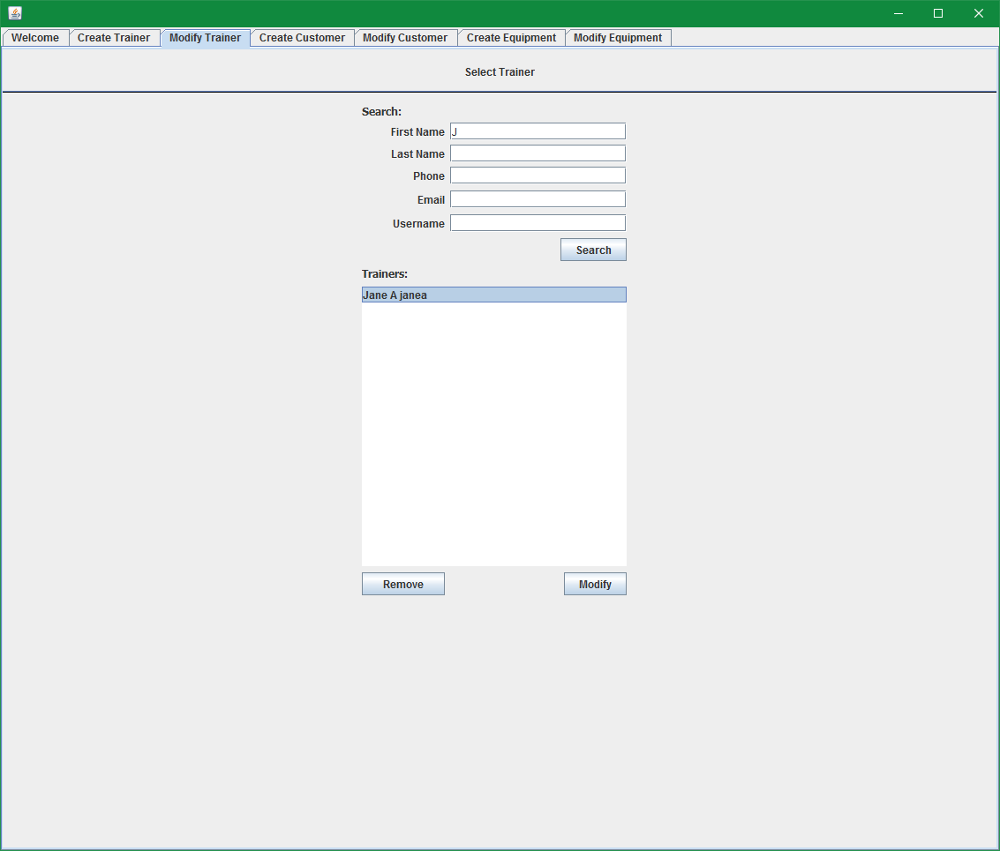 Welcome Create Trainer Modify Trainer Create Customer Modify Customer Create Equipment Modify Equipment
Select Trainer
Search:
First Name J
Last Name
Phone
Email
Username
Search
Trainers:
Jane A janea
Remove Modify